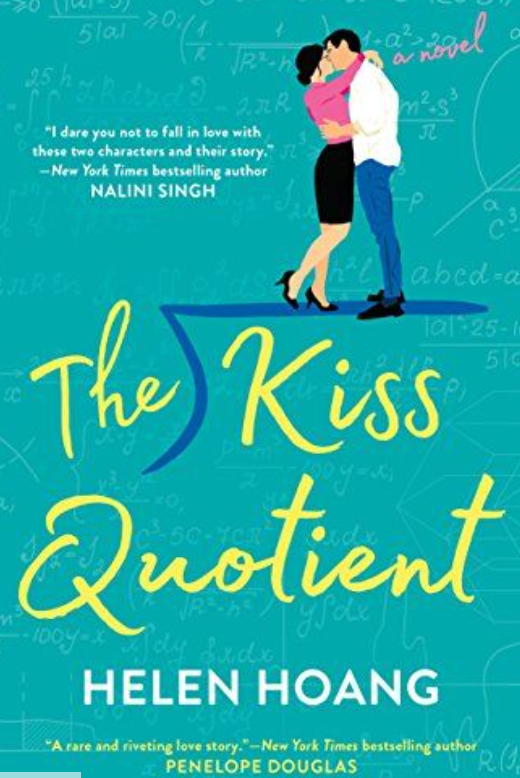 a novel
"I dare you not to fall in love with
these two characters and their story."
—New York Times bestselling author
NALINI SINGH
The Kiss
Quotient
HELEN HOANG
"A rare and riveting love story."—New York Times bestselling author
PENELOPE DOUGLAS